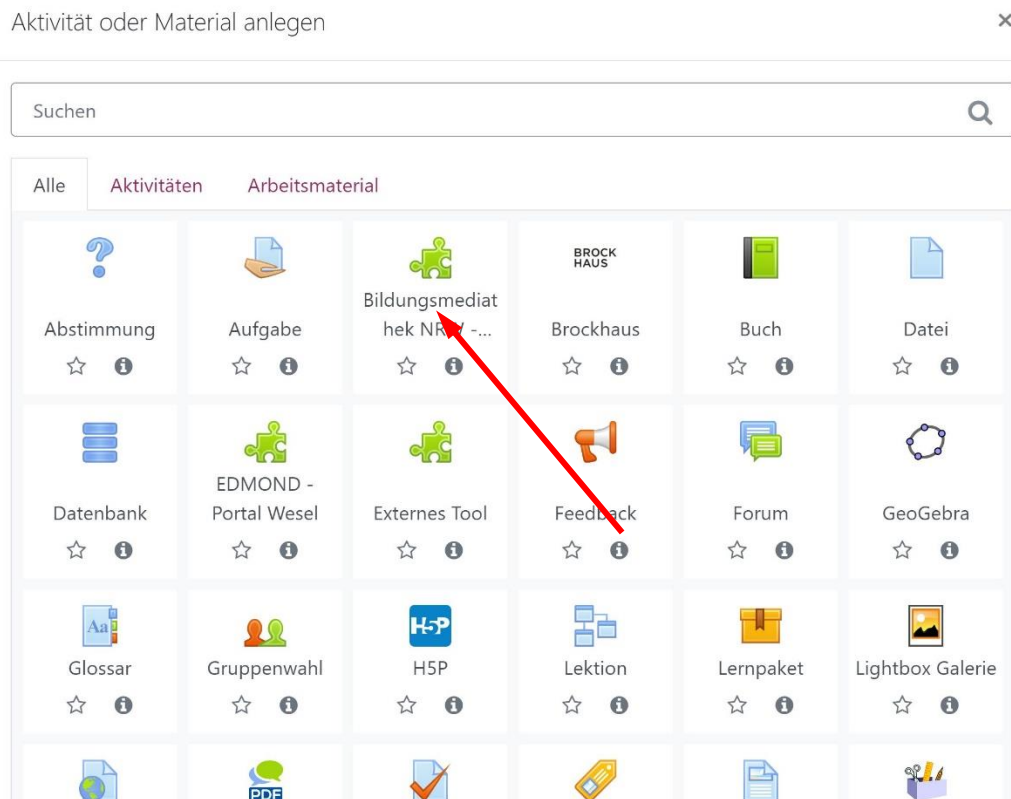 Aktivität oder Material anlegen
Suchen
Alle Aktivitäten Arbeitsmaterial
BROCK
HAUS
Bildungsmediat
Abstimmung Aufgabe hek NRW -... Brockhaus Buch Datei
EDMOND -
Datenbank Portal Wesel Externes Tool Feedback Forum GeoGebra
Aa H5P
Glossar Gruppenwahl H5P Lektion Lernpaket Lightbox Galerie
PDF